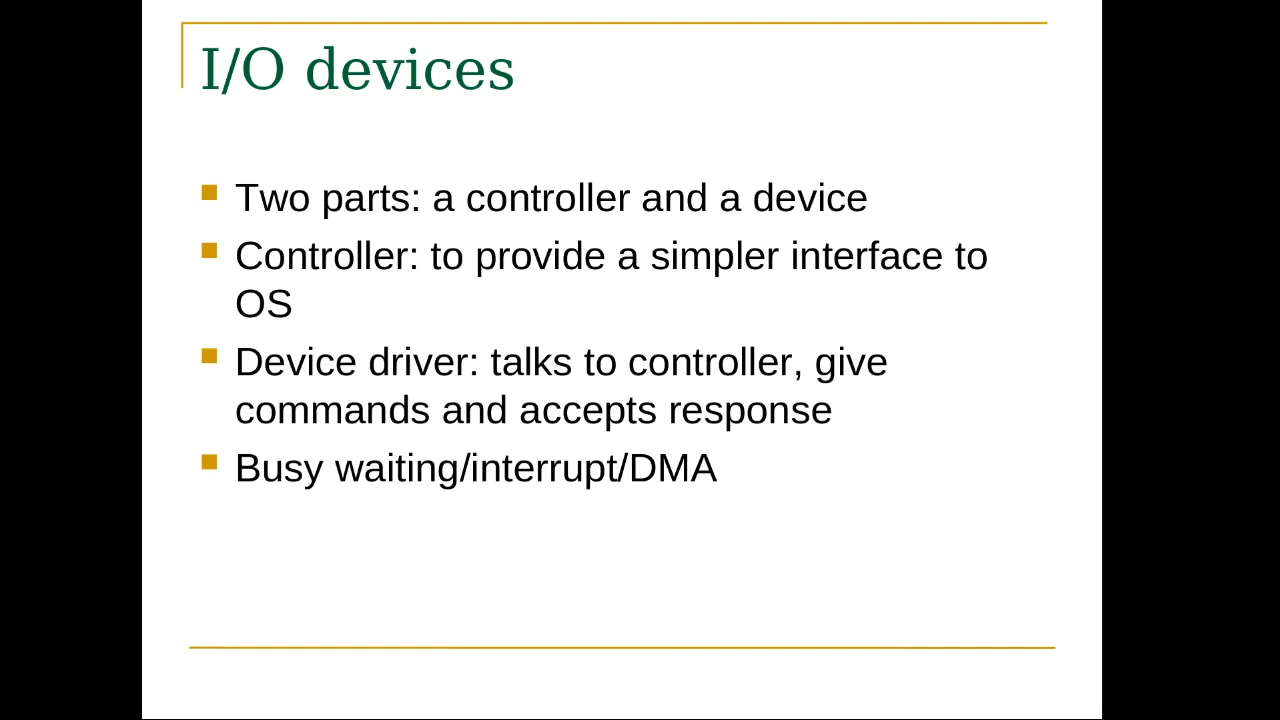 I/O devices
Two parts: a controller and a device
Controller: to provide a simpler interface to
OS
Device driver: talks to controller, give
commands and accepts response
Busy waiting/interrupt/DMA